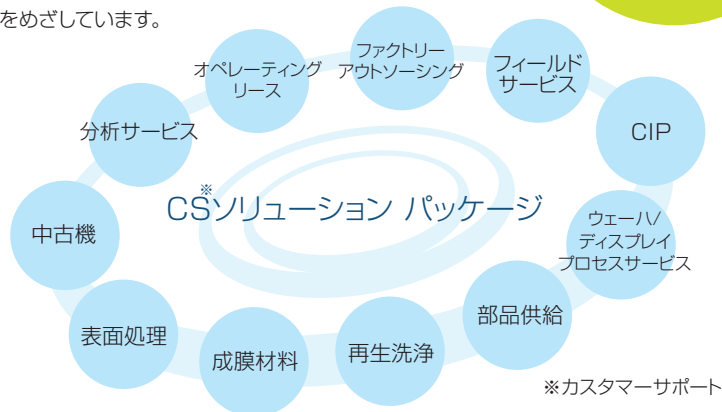 をめざしています。
ファクトリー
アウトソーシング
オペレーティング
リース
フィールド
サービス
分析サービス
CIP
※
CSソリューション パッケージ
中古機
ウェーハ/
ディスプレイ
プロセスサービス
表面処理
成膜材料
再生洗浄
部品供給
※カスタマーサポート